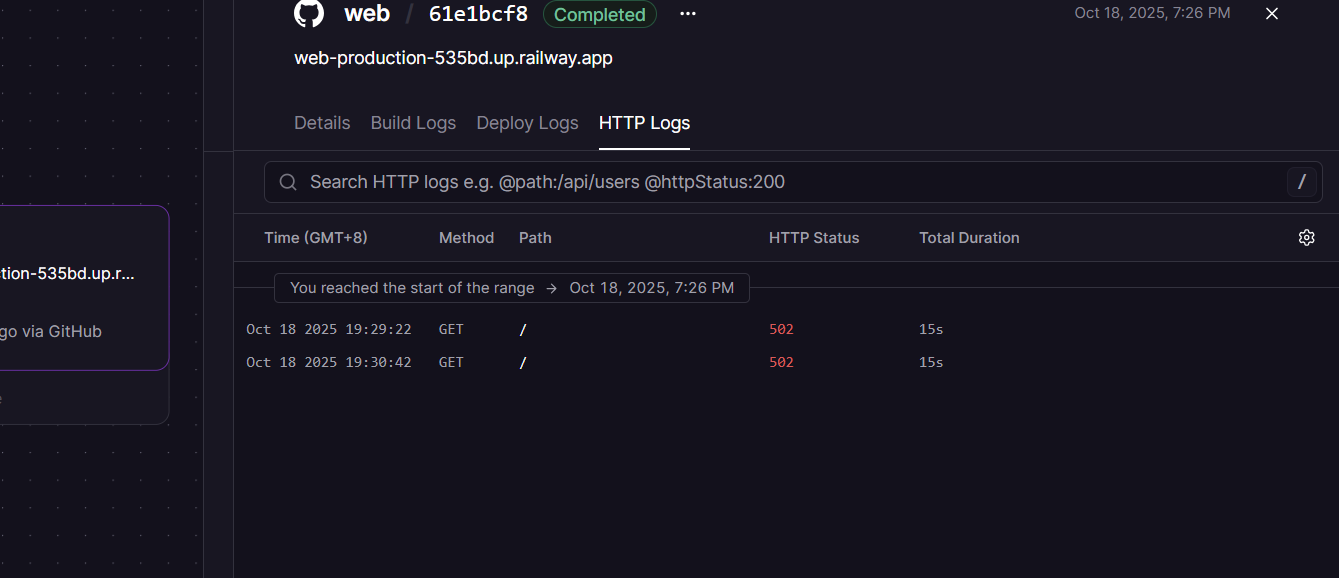 web / 61e1bcf8 Completed ··· Oct 18, 2025, 7:26 PM
web-production-535bd.up.railway.app
Details Build Logs Deploy Logs HTTP Logs
Search HTTP logs e.g. @path:/api/users @httpStatus:200 /
Time (GMT+8) Method Path HTTP Status Total Duration
You reached the start of the range → Oct 18, 2025, 7:26 PM
Oct 18 2025 19:29:22 GET / 502 15s
Oct 18 2025 19:30:42 GET / 502 15s
tion-535bd.up.r...
go via GitHub